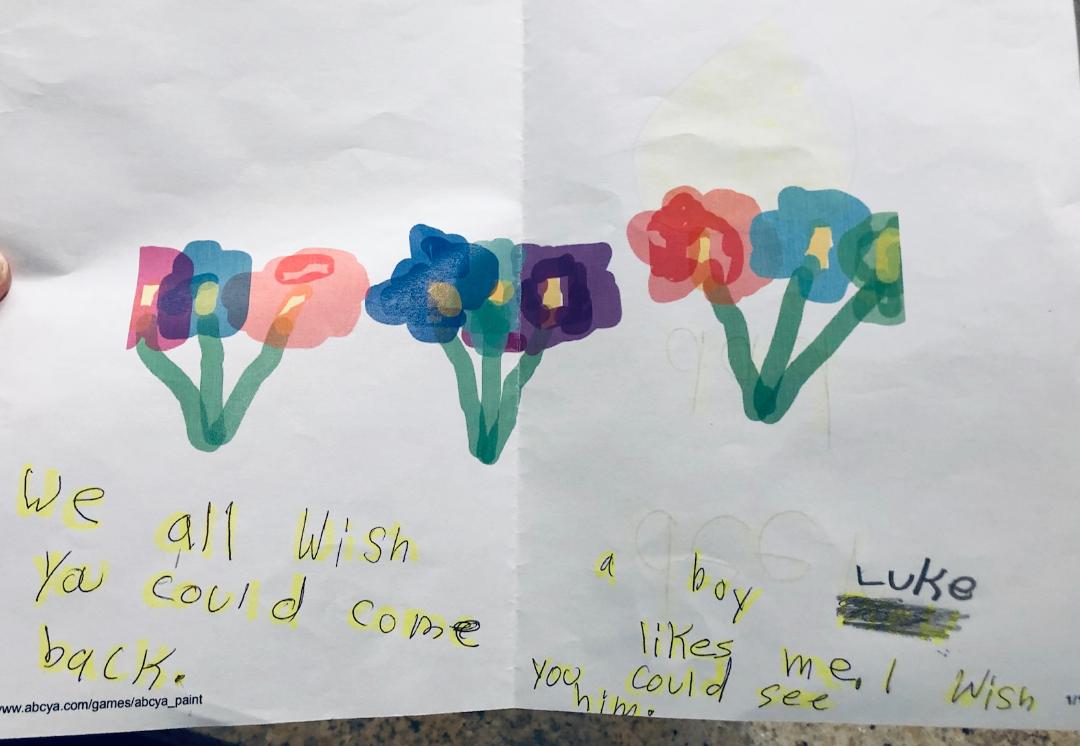 We all Wish
You could come
back.
www.abcya.com/games/abcya_paint
a boy LuKe
likes me. I Wish
you could see
him.